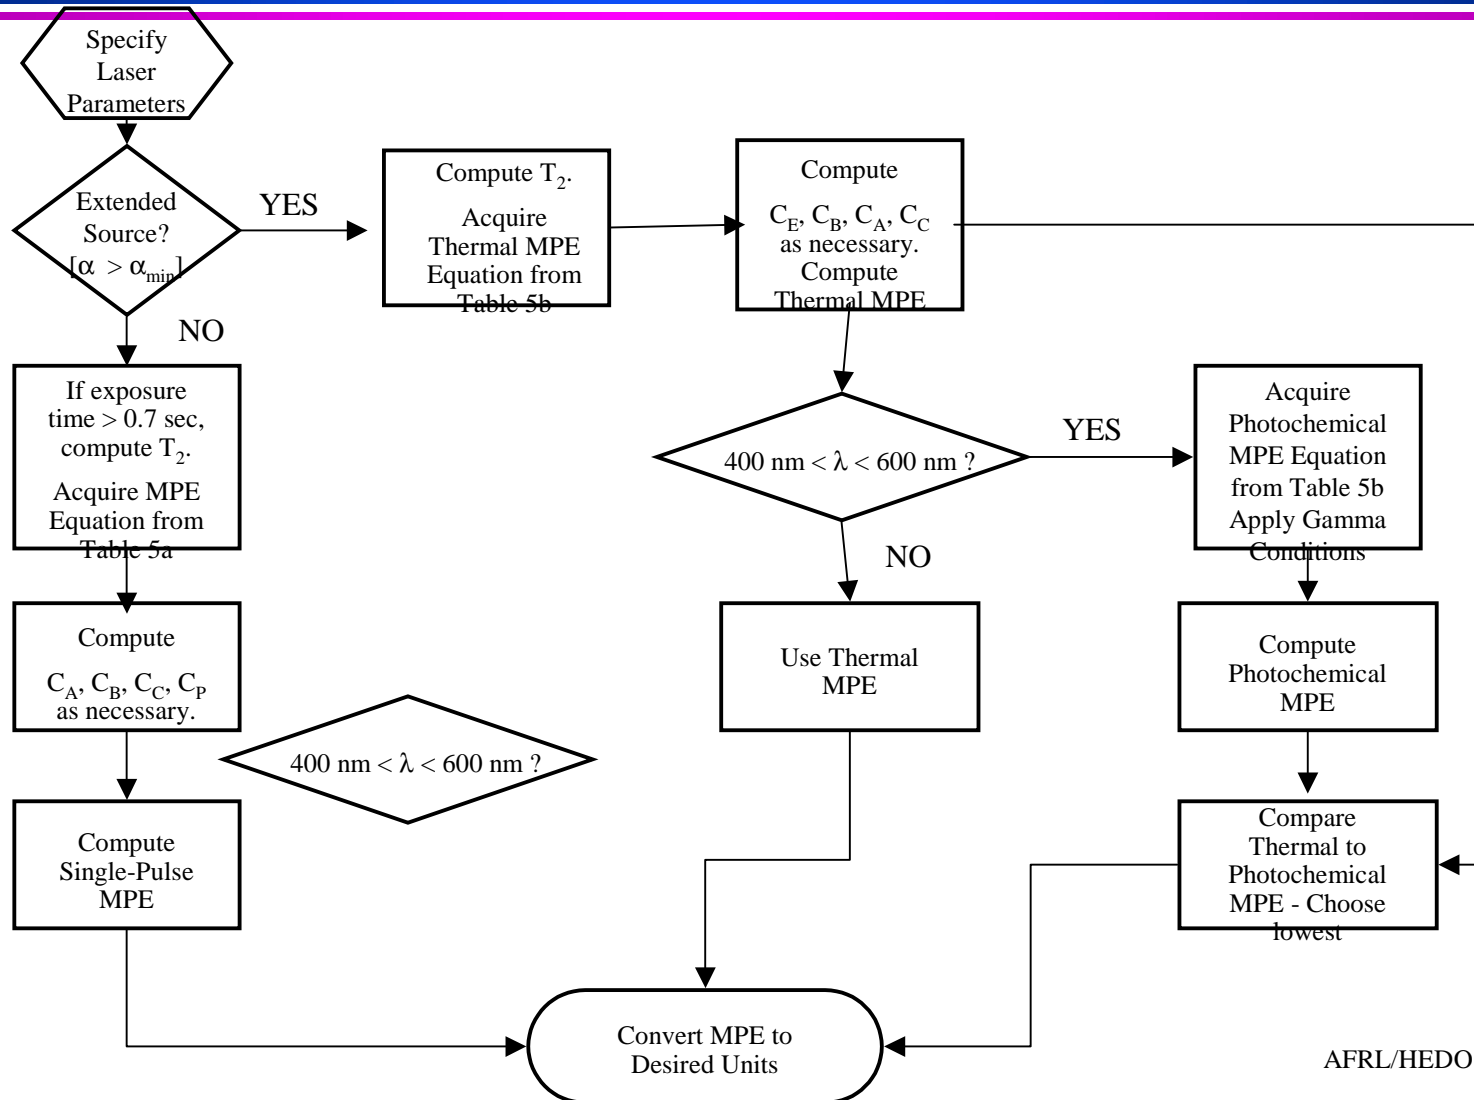 Specify
Laser
Parameters
Extended
Source?
[α > αmin]
YES
NO
Compute T2.
Acquire
Thermal MPE
Equation from
Table 5b
Compute
CE, CB, CA, CC
as necessary.
Compute
Thermal MPE
If exposure
time > 0.7 sec,
compute T2.
Acquire MPE
Equation from
Table 5a
400 nm < λ < 600 nm ?
YES
NO
Acquire
Photochemical
MPE Equation
from Table 5b
Apply Gamma
Conditions
Compute
CA, CB, CC, CP
as necessary.
400 nm < λ < 600 nm ?
Use Thermal
MPE
Compute
Photochemical
MPE
Compute
Single-Pulse
MPE
Compare
Thermal to
Photochemical
MPE - Choose
lowest
Convert MPE to
Desired Units
AFRL/HEDO